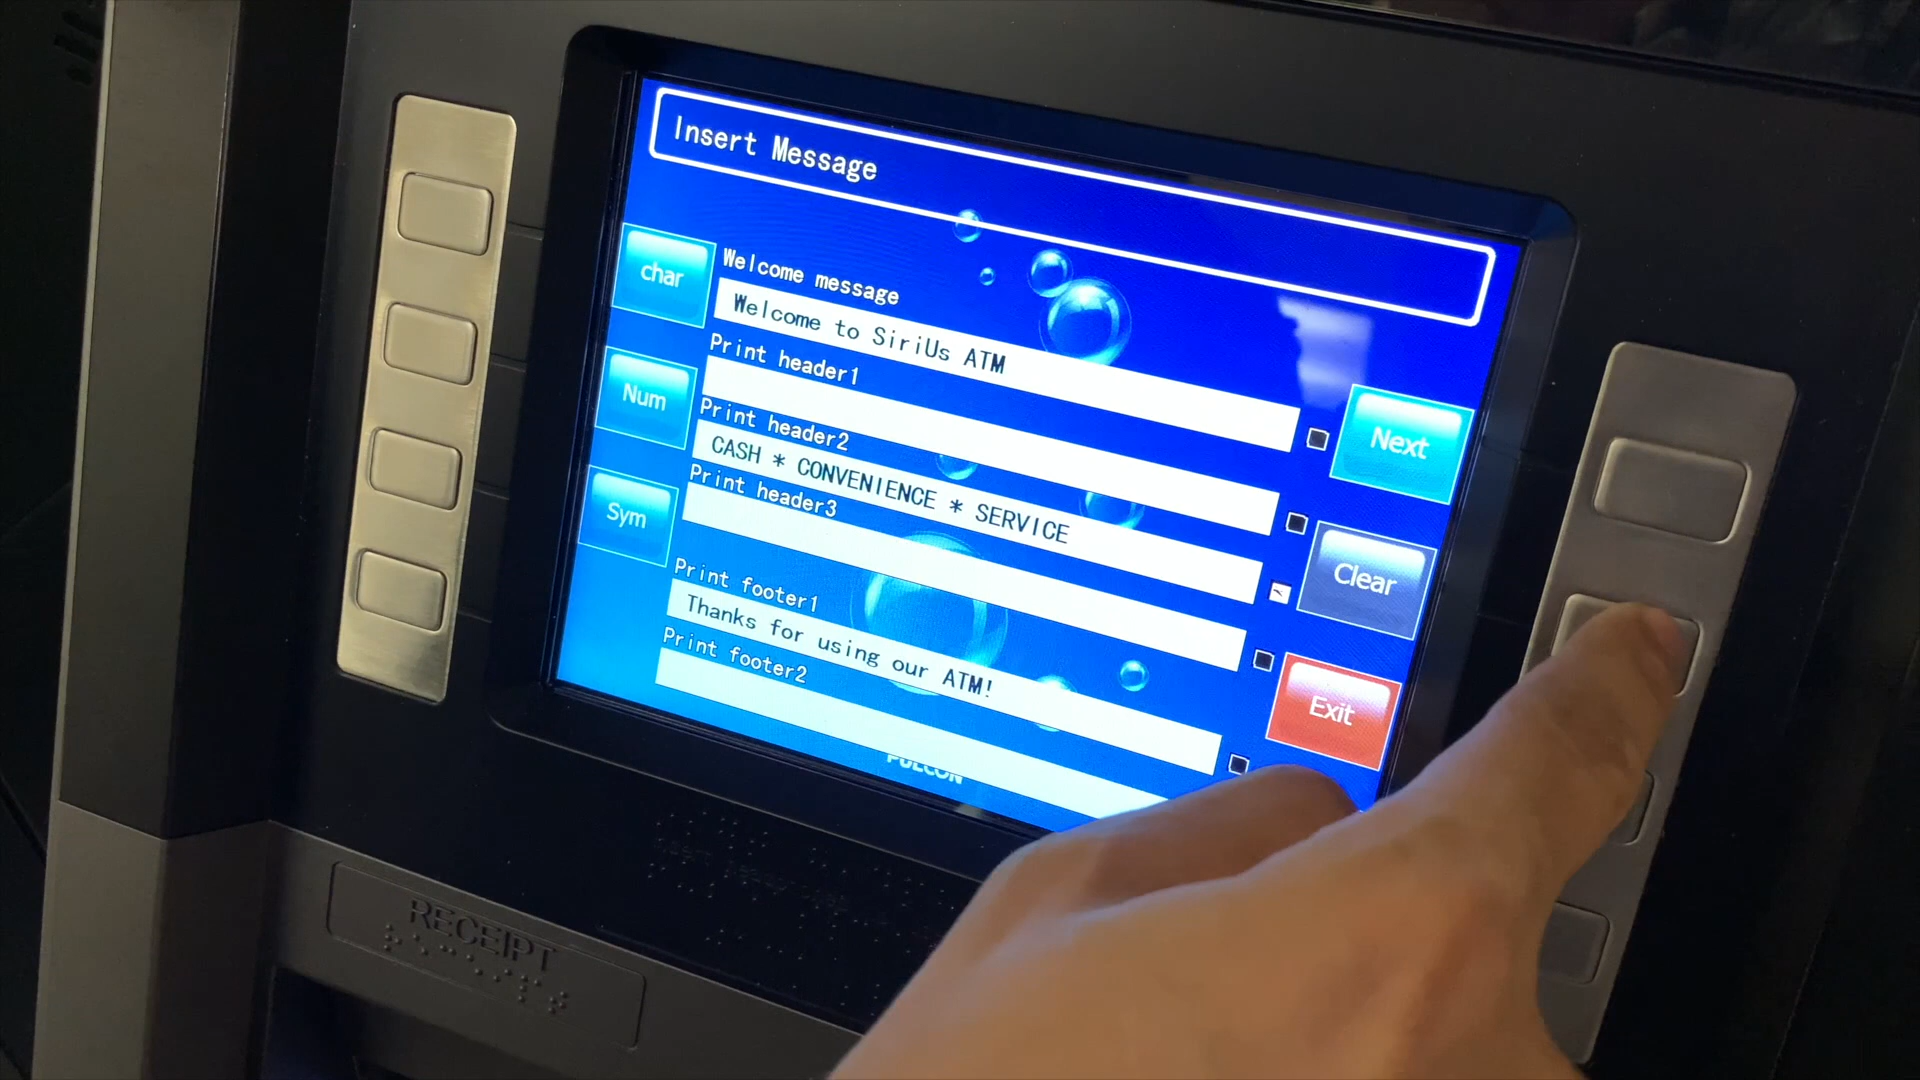 Insert Message
char
Welcome message
Welcome to SiriUs ATM
Print header1
Next
Num
Print header2
CASH * CONVENIENCE * SERVICE
Print header3
Clear
Sym
Print footer1
Thanks for using our ATM!
Print footer2
Exit
PULCON
RECEIPT